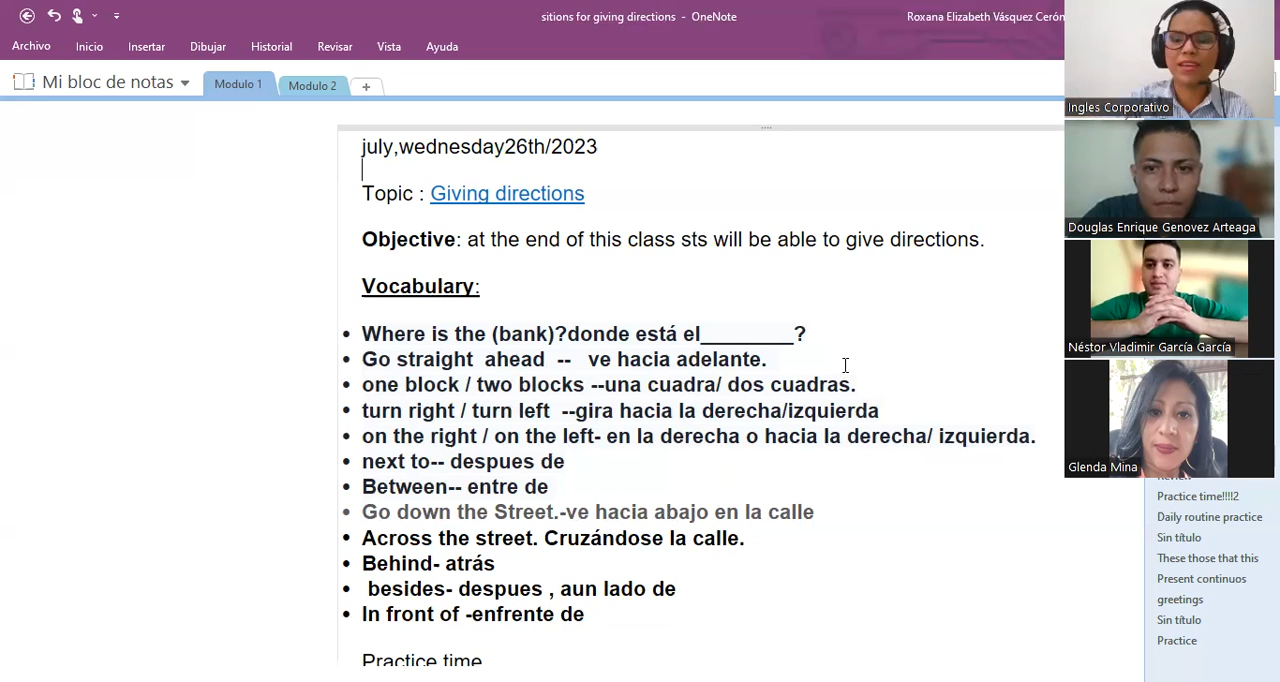 sitions for giving directions - OneNote
Roxana Elizabeth Vásquez Cerón
Archivo Inicio Insertar Dibujar Historial Revisar Vista Ayuda
Mi bloc de notas Modulo 1 Modulo 2 +
july,wednesday26th/2023
Topic : Giving directions
Objective: at the end of this class sts will be able to give directions.
Vocabulary:
• Where is the (bank)?donde está el________?
• Go straight ahead -- ve hacia adelante.
• one block / two blocks --una cuadra/ dos cuadras.
• turn right / turn left --gira hacia la derecha/izquierda
• on the right / on the left- en la derecha o hacia la derecha/ izquierda.
• next to-- despues de
• Between-- entre de
• Go down the Street.-ve hacia abajo en la calle
• Across the street. Cruzándose la calle.
• Behind- atrás
• besides- despues , aun lado de
• In front of -enfrente de
Practice time
Ingles Corporativo
Douglas Enrique Genovez Arteaga
Néstor Vladimir García García
Glenda Mina
Practice time!!!!2
Daily routine practice
Sin título
These those that this
Present continuos
greetings
Sin título
Practice